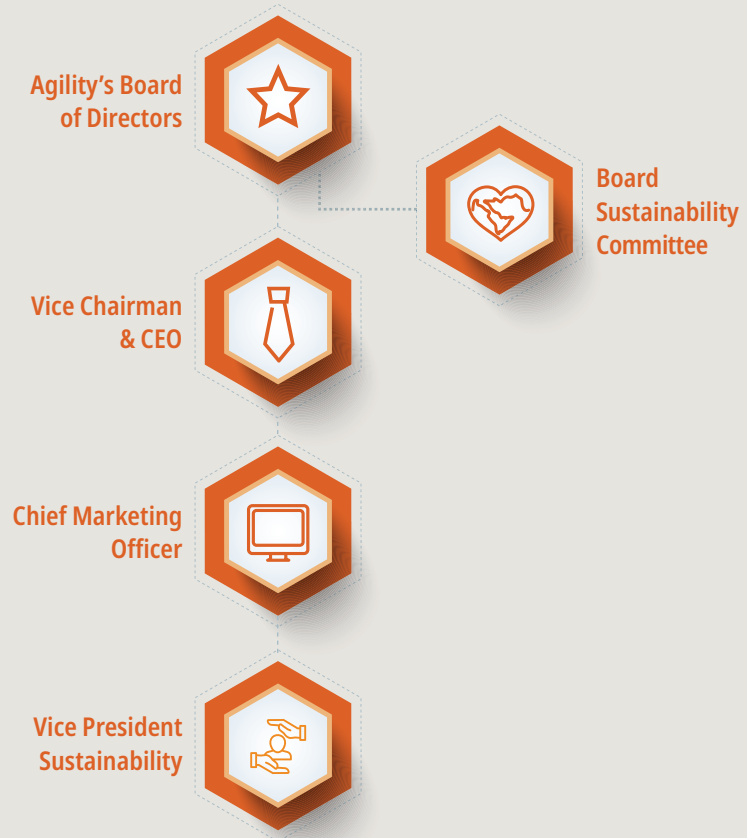 Agility’s Board
of Directors
Board
Sustainability
Committee
Vice Chairman
& CEO
Chief Marketing
Officer
Vice President
Sustainability